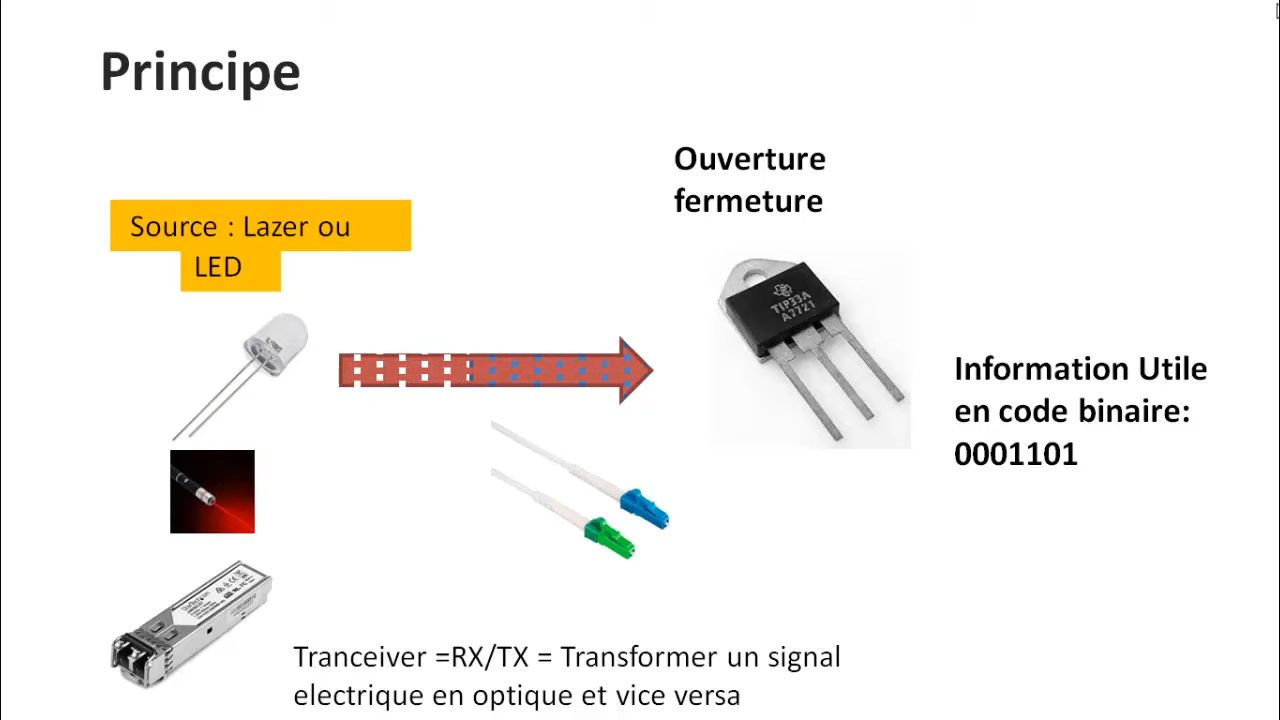 Principe
Ouverture
fermeture
Source : Lazer ou
LED
TIP33A
A7721
Information Utile
en code binaire:
0001101
Tranceiver =RX/TX = Transformer un signal
electrique en optique et vice versa